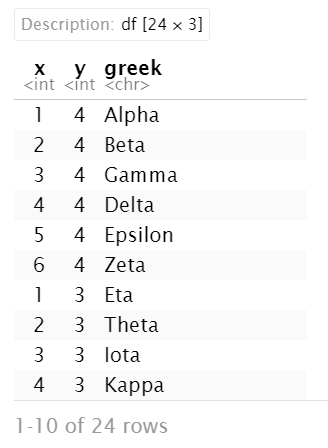 Description: df [24 × 3]
x y greek
<int <int <chr>
1 4 Alpha
2 4 Beta
3 4 Gamma
4 4 Delta
5 4 Epsilon
6 4 Zeta
1 3 Eta
2 3 Theta
3 3 Iota
4 3 Kappa
1-10 of 24 rows